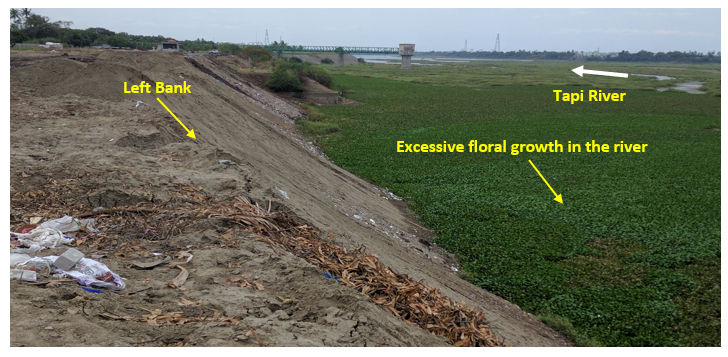 Left Bank
Tapi River
Excessive floral growth in the river